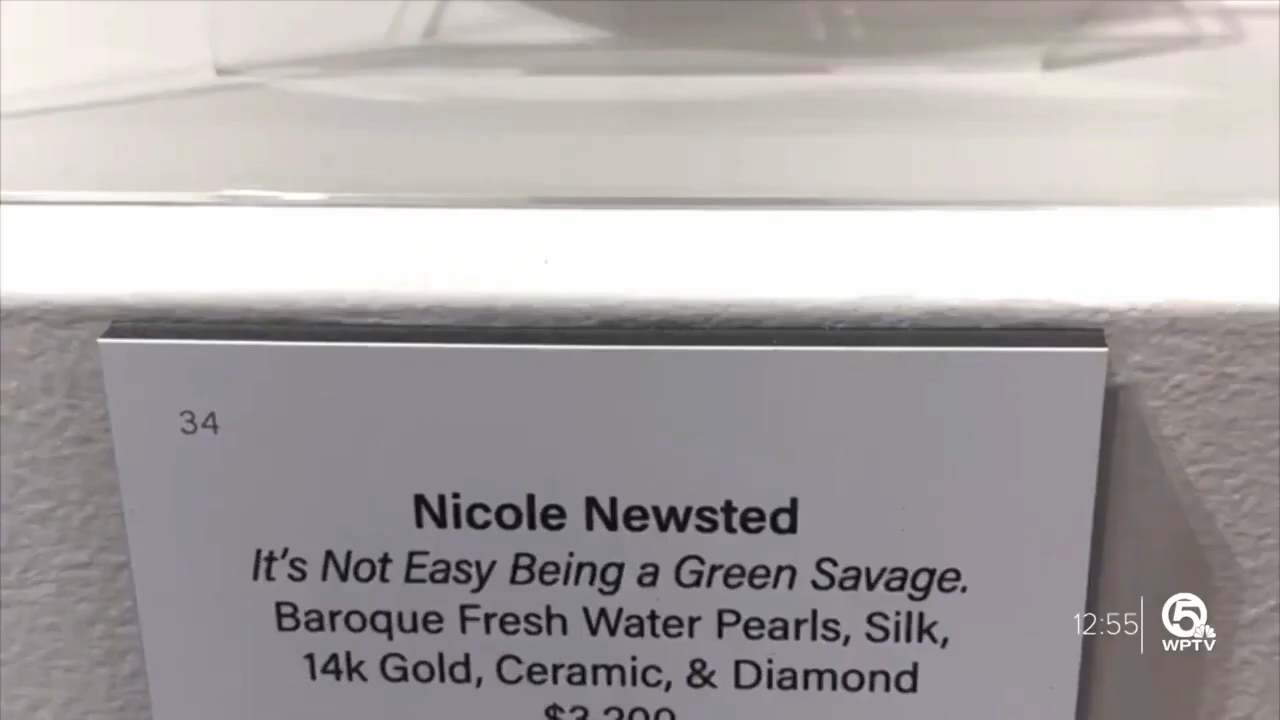 34
Nicole Newsted
It's Not Easy Being a Green Savage.
Baroque Fresh Water Pearls, Silk,
14k Gold, Ceramic, & Diamond
12:55
5
WPTV